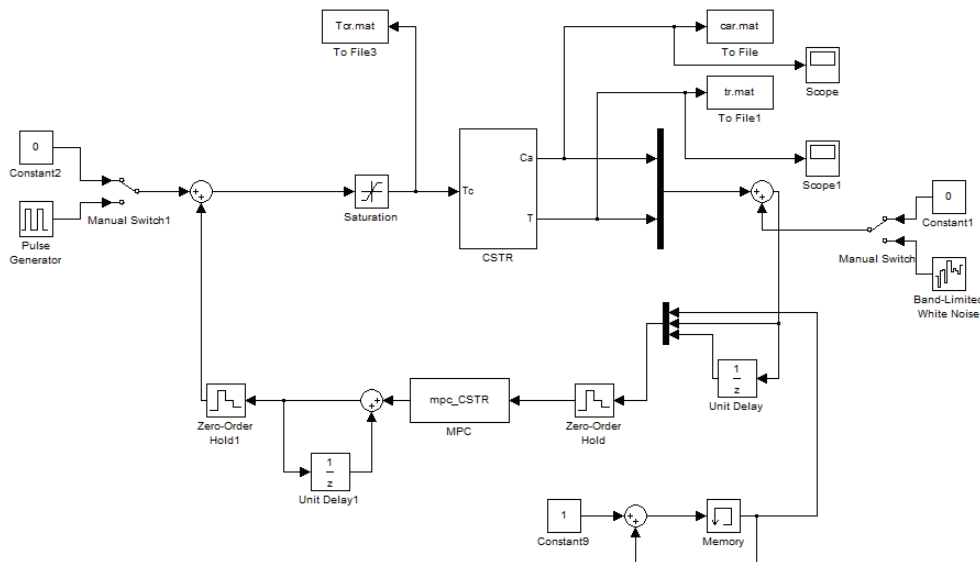 Tcr.mat
To File3
car.mat
To File
Scope
tr.mat
To File1
Scope1
0
Constant2
Manual Switch1
Pulse
Generator
Saturation
Tc
Ca
T
CSTR
0
Constant1
Manual Switch
Band-Limited
White Noise
1
z
Unit Delay
Zero-Order
Hold1
mpc_CSTR
MPC
Zero-Order
Hold
1
z
Unit Delay1
1
Constant9
Memory